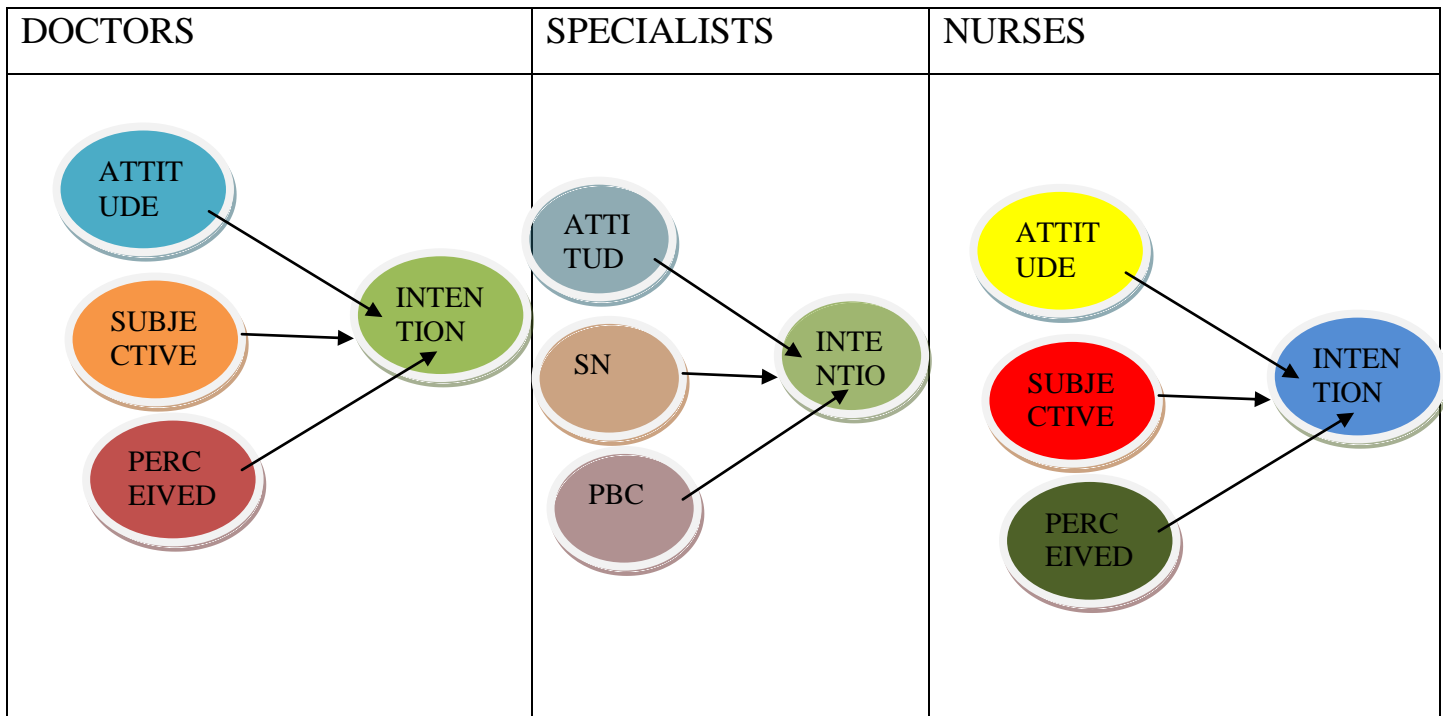 DOCTORS
SPECIALISTS
NURSES
ATTIT
UDE
SUBJE
CTIVE
PERC
EIVED
INTEN
TION
ATTI
TUD
SN
PBC
INTE
NTIO
ATTIT
UDE
SUBJE
CTIVE
PERC
EIVED
INTEN
TION